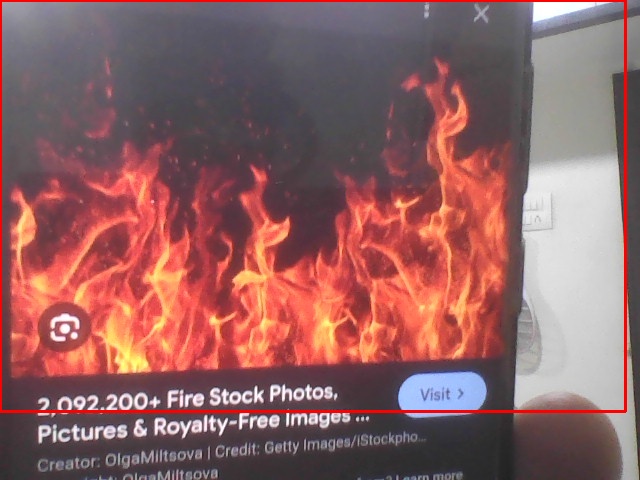 2,092,200+ Fire Stock Photos,
Pictures & Royalty-Free Images ...
Visit >
Creator: OlgaMiltsova | Credit: Getty Images/iStockpho...
OlgaMiltsova
Learn more